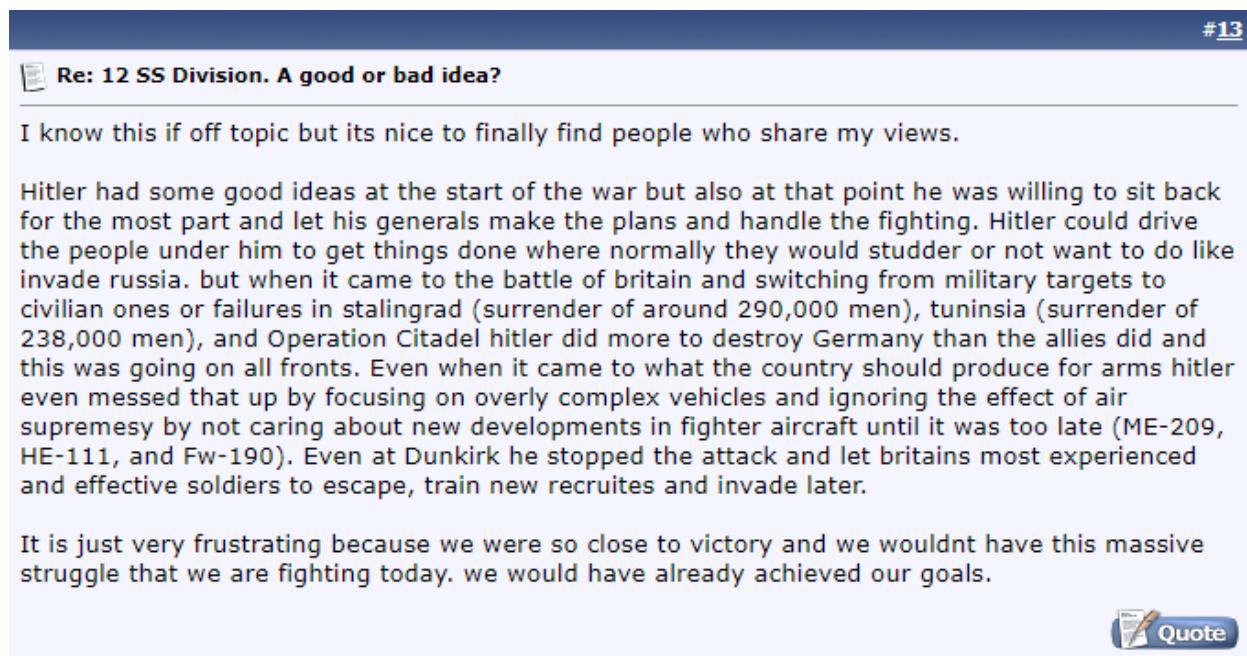 #13
Re: 12 SS Division. A good or bad idea?
I know this if off topic but its nice to finally find people who share my views.
Hitler had some good ideas at the start of the war but also at that point he was willing to sit back
for the most part and let his generals make the plans and handle the fighting. Hitler could drive
the people under him to get things done where normally they would studder or not want to do like
invade russia. but when it came to the battle of britain and switching from military targets to
civilian ones or failures in stalingrad (surrender of around 290,000 men), tuninsia (surrender of
238,000 men), and Operation Citadel hitler did more to destroy Germany than the allies did and
this was going on all fronts. Even when it came to what the country should produce for arms hitler
even messed that up by focusing on overly complex vehicles and ignoring the effect of air
supremesy by not caring about new developments in fighter aircraft until it was too late (ME-209,
HE-111, and Fw-190). Even at Dunkirk he stopped the attack and let britains most experienced
and effective soldiers to escape, train new recruites and invade later.
It is just very frustrating because we were so close to victory and we wouldnt have this massive
struggle that we are fighting today. we would have already achieved our goals.
Quote